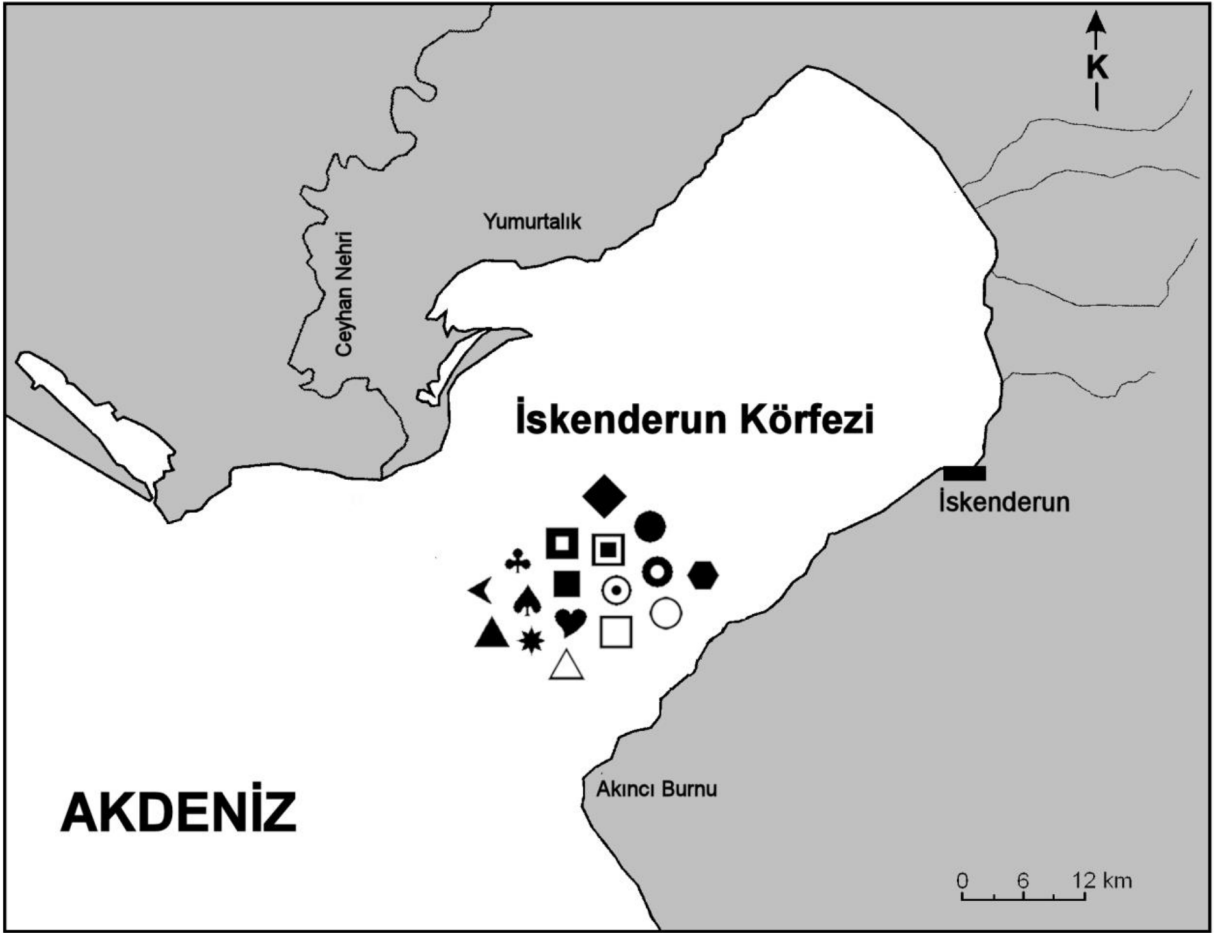 K
Yumurtalık
Ceyhan Nehri
İskenderun Körfezi
İskenderun
Akıncı Burnu
AKDENİZ
0 6 12 km